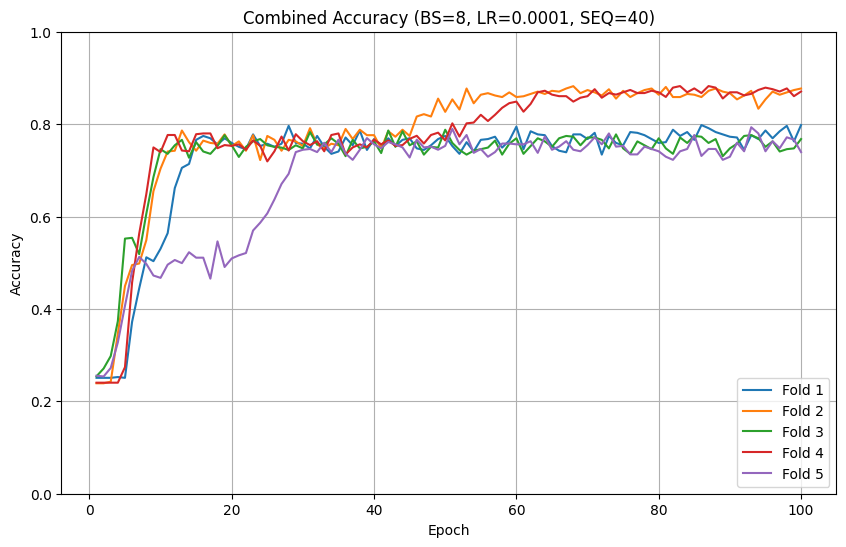 Combined Accuracy (BS=8, LR=0.0001, SEQ=40)
1.0
0.8
0.6
0.4
0.2
0.0
Accuracy
0 20 40 60 80 100
Epoch
Fold 1
Fold 2
Fold 3
Fold 4
Fold 5